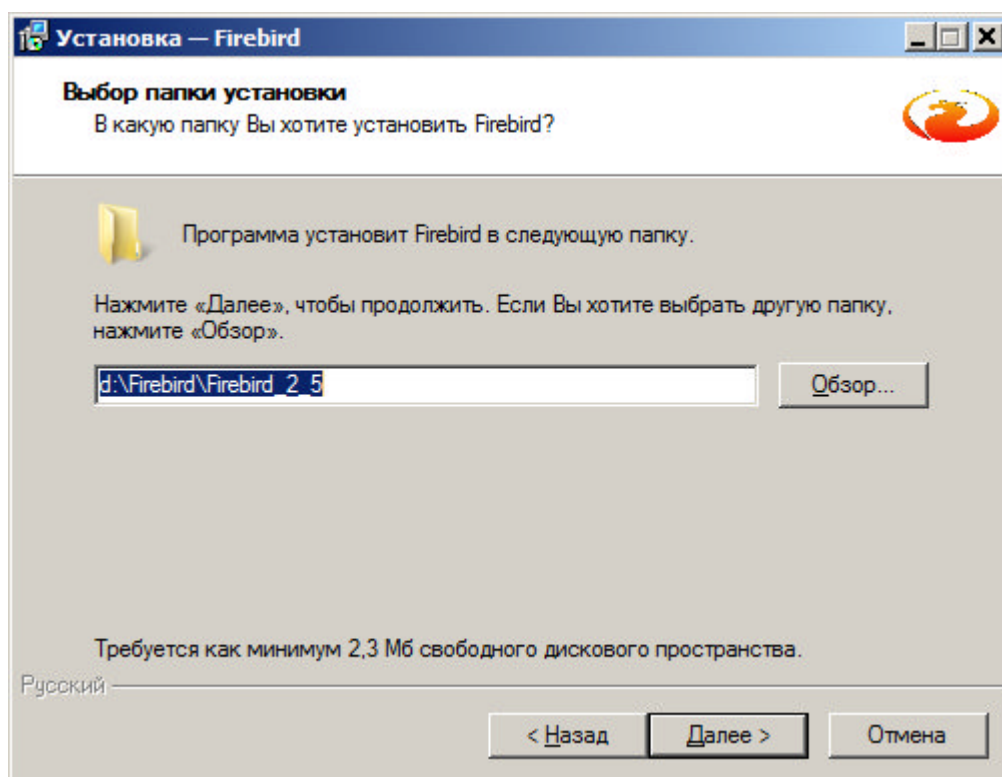 Установка — Firebird
Выбор папки установки
В какую папку Вы хотите установить Firebird?
Программа установит Firebird в следующую папку.
Нажмите «Далее», чтобы продолжить. Если Вы хотите выбрать другую папку,
нажмите «Обзор».
d:\Firebird\Firebird_2_5
Обзор...
Требуется как минимум 2,3 Мб свободного дискового пространства.
Русский
< Назад
Далее >
Отмена